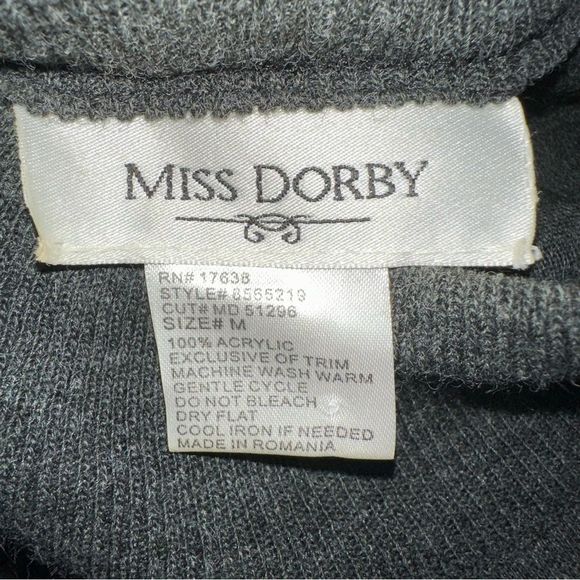 MISS DORBY
RN# 17638
STYLE# 8565219
CUT# MD 51296
SIZE# M
100% ACRYLIC
EXCLUSIVE OF TRIM
MACHINE WASH WARM
GENTLE CYCLE
DO NOT BLEACH
DRY FLAT
COOL IRON IF NEEDED
MADE IN ROMANIA